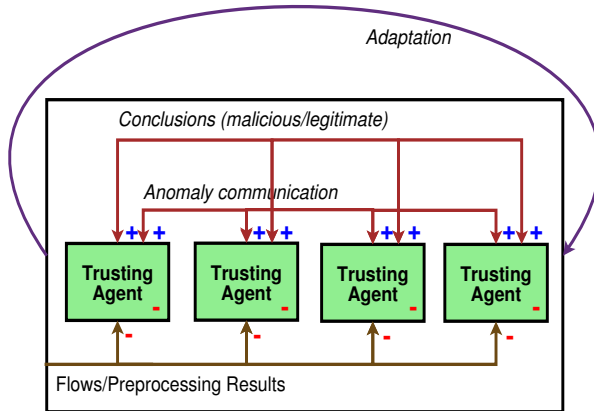 Adaptation
Conclusions (malicious/legitimate)
Anomaly communication
+ + + + + + + +
Trusting Trusting Trusting Trusting
Agent Agent Agent Agent
- - - -
- - - -
Flows/Preprocessing Results